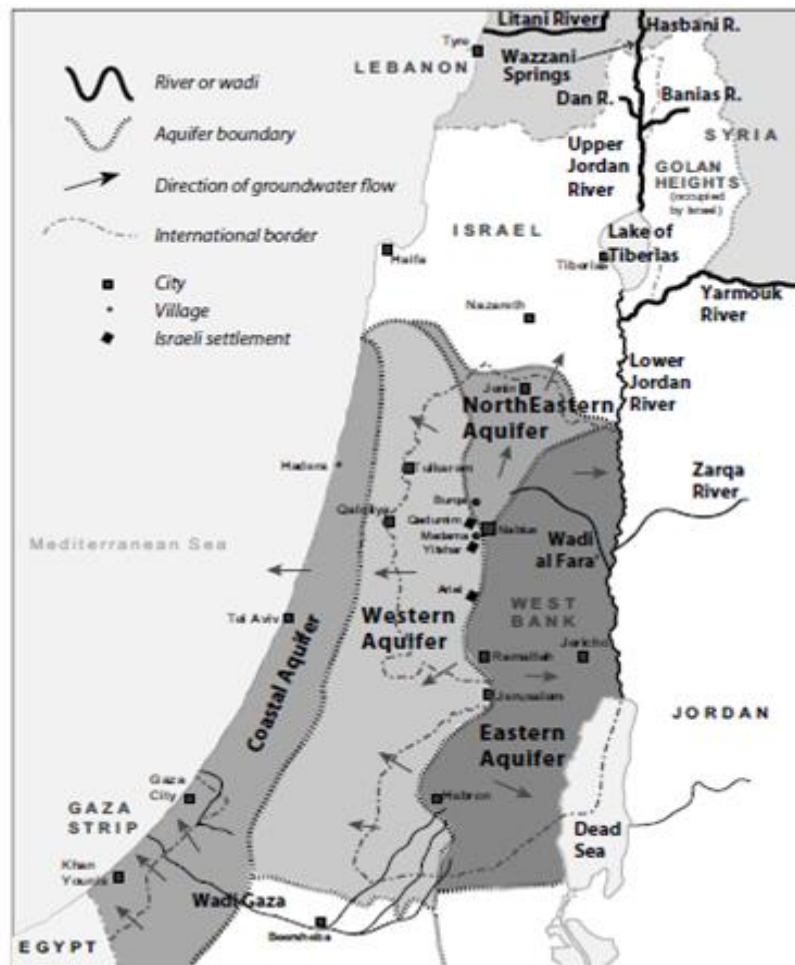 Litani River
Hasbani R.
Tyre
LEBANON
Wazzani
Springs
Dan R.
Banias R.
SYRIA
Upper
Jordan
River
GOLAN
HEIGHTS
(occupied
by Israel)
River or wadi
Aquifer boundary
Direction of groundwater flow
International border
City
Village
Israeli settlement
ISRAEL
Haifa
Lake of
Tiberias
Tiberias
Nazareth
Yarmouk
River
Lower
Jordan
River
Jenin
NorthEastern
Aquifer
Hadera
Tulkarem
Zarqa
River
Burqa
Qalqiliya
Qedumim
Nablus
Madama
Yitzhar
Wadi
al Fara'
Mediterranean Sea
Ariel
WEST
BANK
Western
Aquifer
Tel Aviv
Coastal Aquifer
Ramallah
Jericho
Jerusalem
JORDAN
Eastern
Aquifer
Gaza
City
GAZA
STRIP
Hebron
Dead
Sea
Khan
Younis
Wadi Gaza
Beersheba
EGYPT